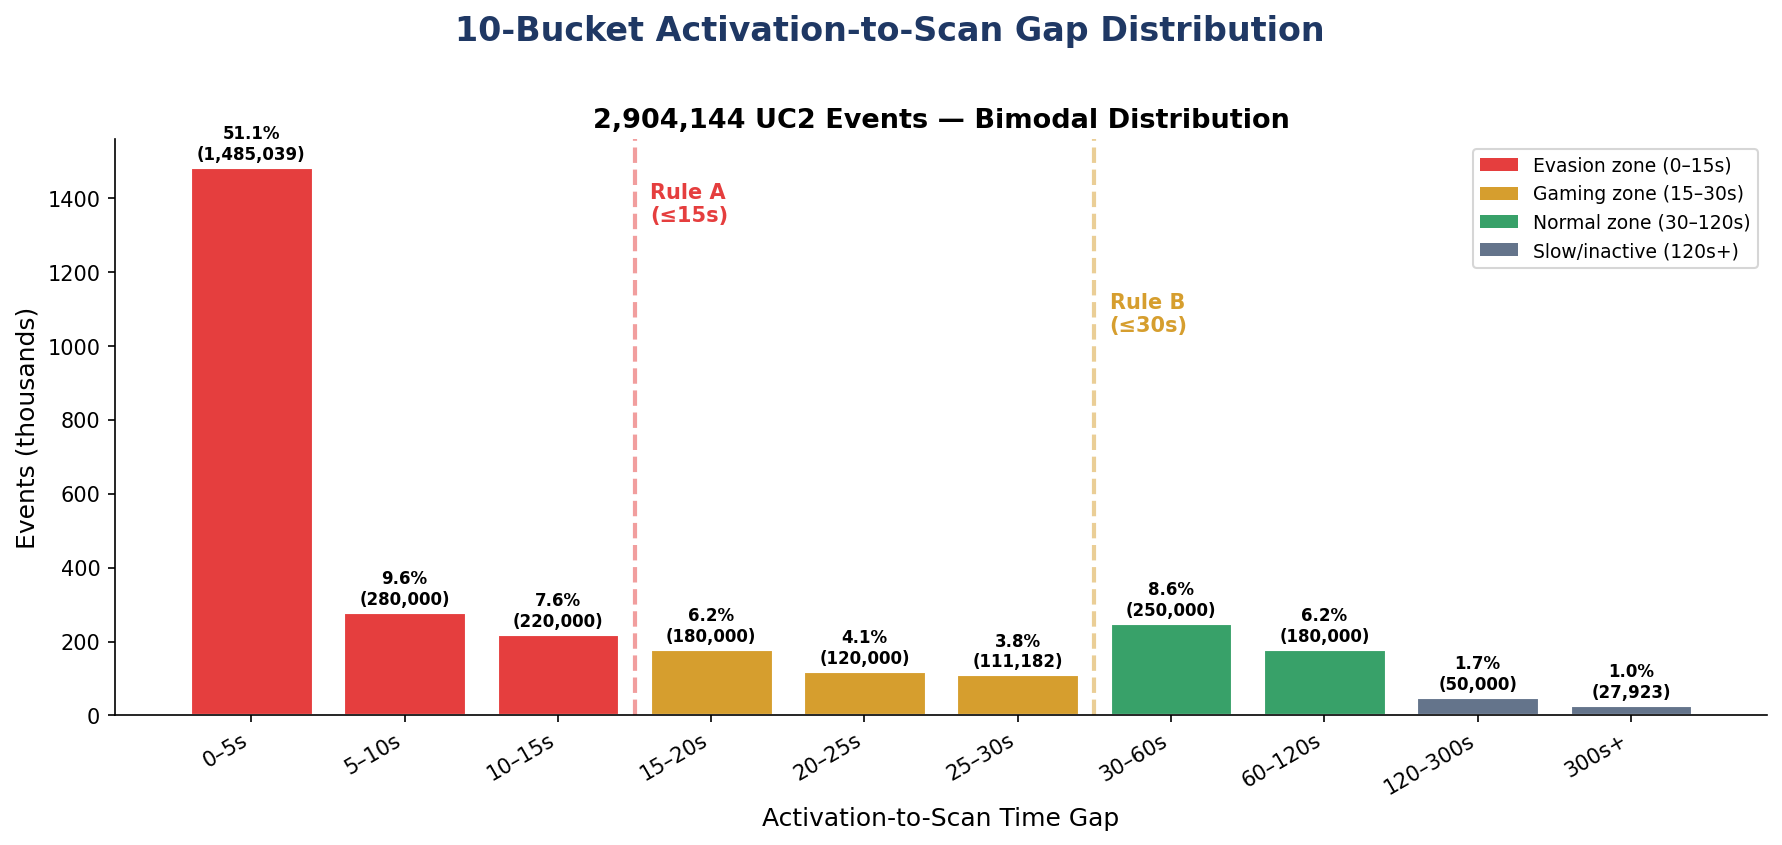 10-Bucket Activation-to-Scan Gap Distribution
2,904,144 UC2 Events — Bimodal Distribution
51.1%
(1,485,039)
9.6%
(280,000)
7.6%
(220,000)
6.2%
(180,000)
4.1%
(120,000)
3.8%
(111,182)
8.6%
(250,000)
6.2%
(180,000)
1.7%
(50,000)
1.0%
(27,923)
Rule A
(≤15s)
Rule B
(≤30s)
Evasion zone (0–15s)
Gaming zone (15–30s)
Normal zone (30–120s)
Slow/inactive (120s+)
Events (thousands)
1400
1200
1000
800
600
400
200
0
0–5s
5–10s
10–15s
15–20s
20–25s
25–30s
30–60s
60–120s
120–300s
300s+
Activation-to-Scan Time Gap